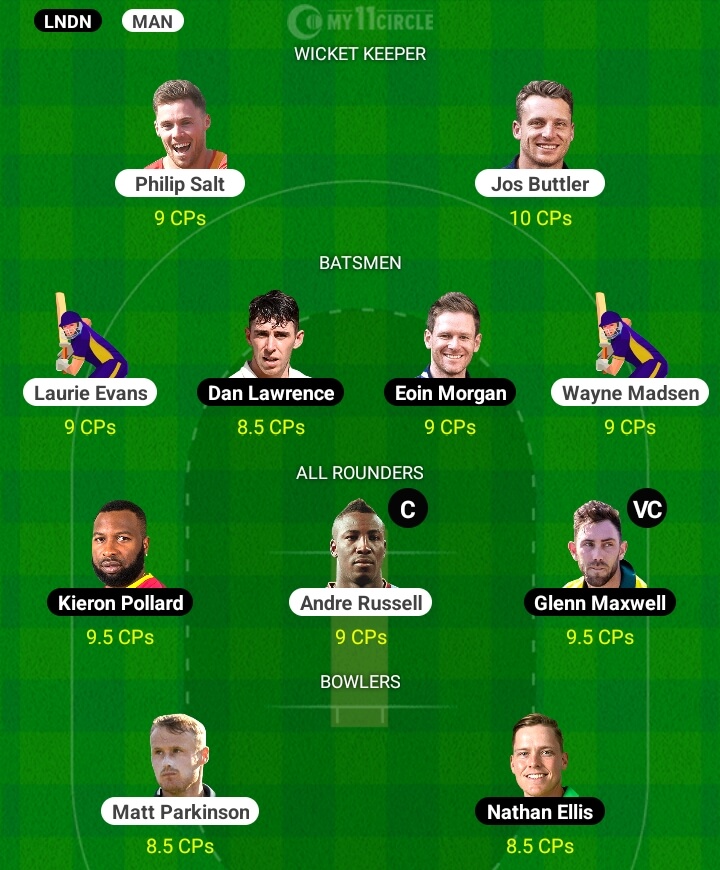 LNDN MAN
MY11CIRCLE
WICKET KEEPER
Philip Salt Jos Buttler
9 CPs 10 CPs
BATSMEN
Laurie Evans Dan Lawrence Eoin Morgan Wayne Madsen
9 CPs 8.5 CPs 9 CPs 9 CPs
ALL ROUNDERS
C VC
Kieron Pollard Andre Russell Glenn Maxwell
9.5 CPs 9 CPs 9.5 CPs
BOWLERS
Matt Parkinson Nathan Ellis
8.5 CPs 8.5 CPs